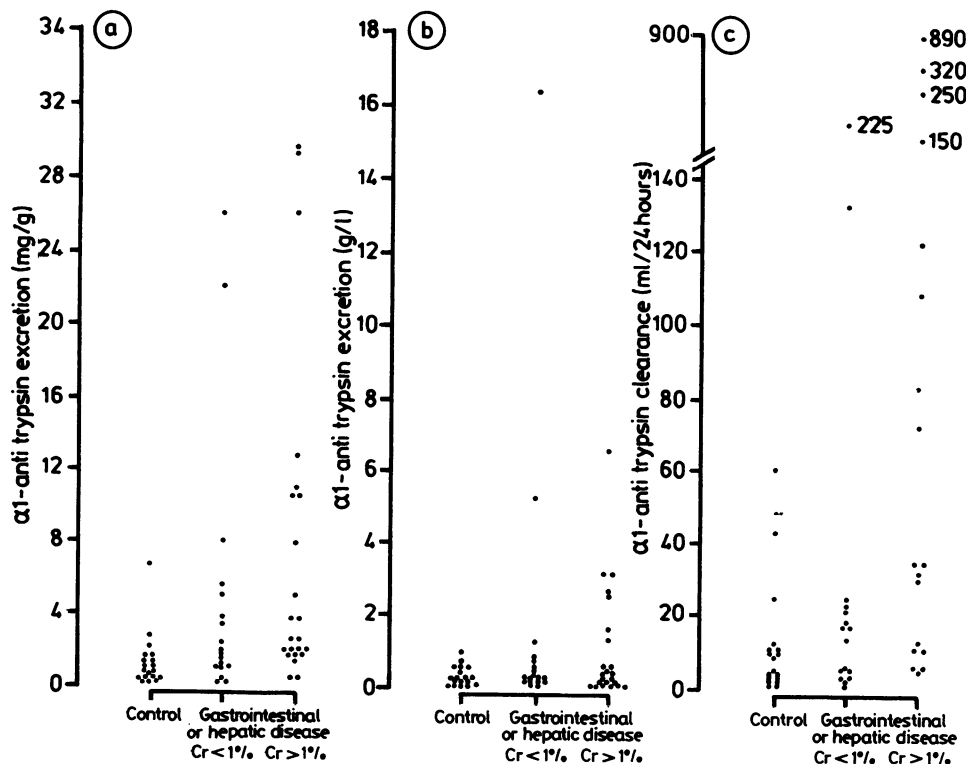 a
34
32
28
24
20
16
12
8
4
0
α1-anti trypsin excretion (mg/g)
Control
Gastrointestinal
or hepatic disease
Cr<1% Cr>1%
b
18
16
14
12
10
8
6
4
2
0
α1-anti trypsin excretion (g/l)
Control
Gastrointestinal
or hepatic disease
Cr<1% Cr>1%
c
900
140
120
100
80
60
40
20
0
α1-anti trypsin clearance (ml/24hours)
890
320
250
225
150
Control
Gastrointestinal
or hepatic disease
Cr<1% Cr>1%